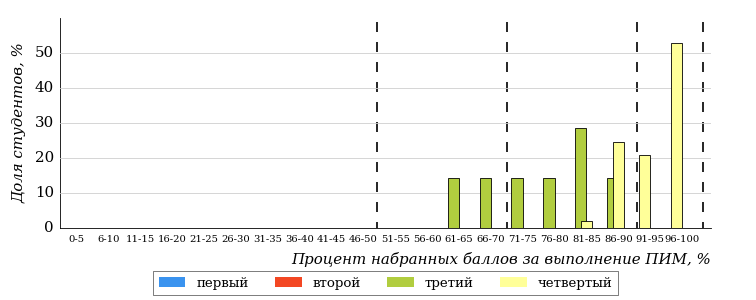 Доля студентов, %
50
40
30
20
10
0
0-5 6-10 11-15 16-20 21-25 26-30 31-35 36-40 41-45 46-50 51-55 56-60 61-65 66-70 71-75 76-80 81-85 86-90 91-95 96-100
Процент набранных баллов за выполнение ПИМ, %
первый второй третий четвертый